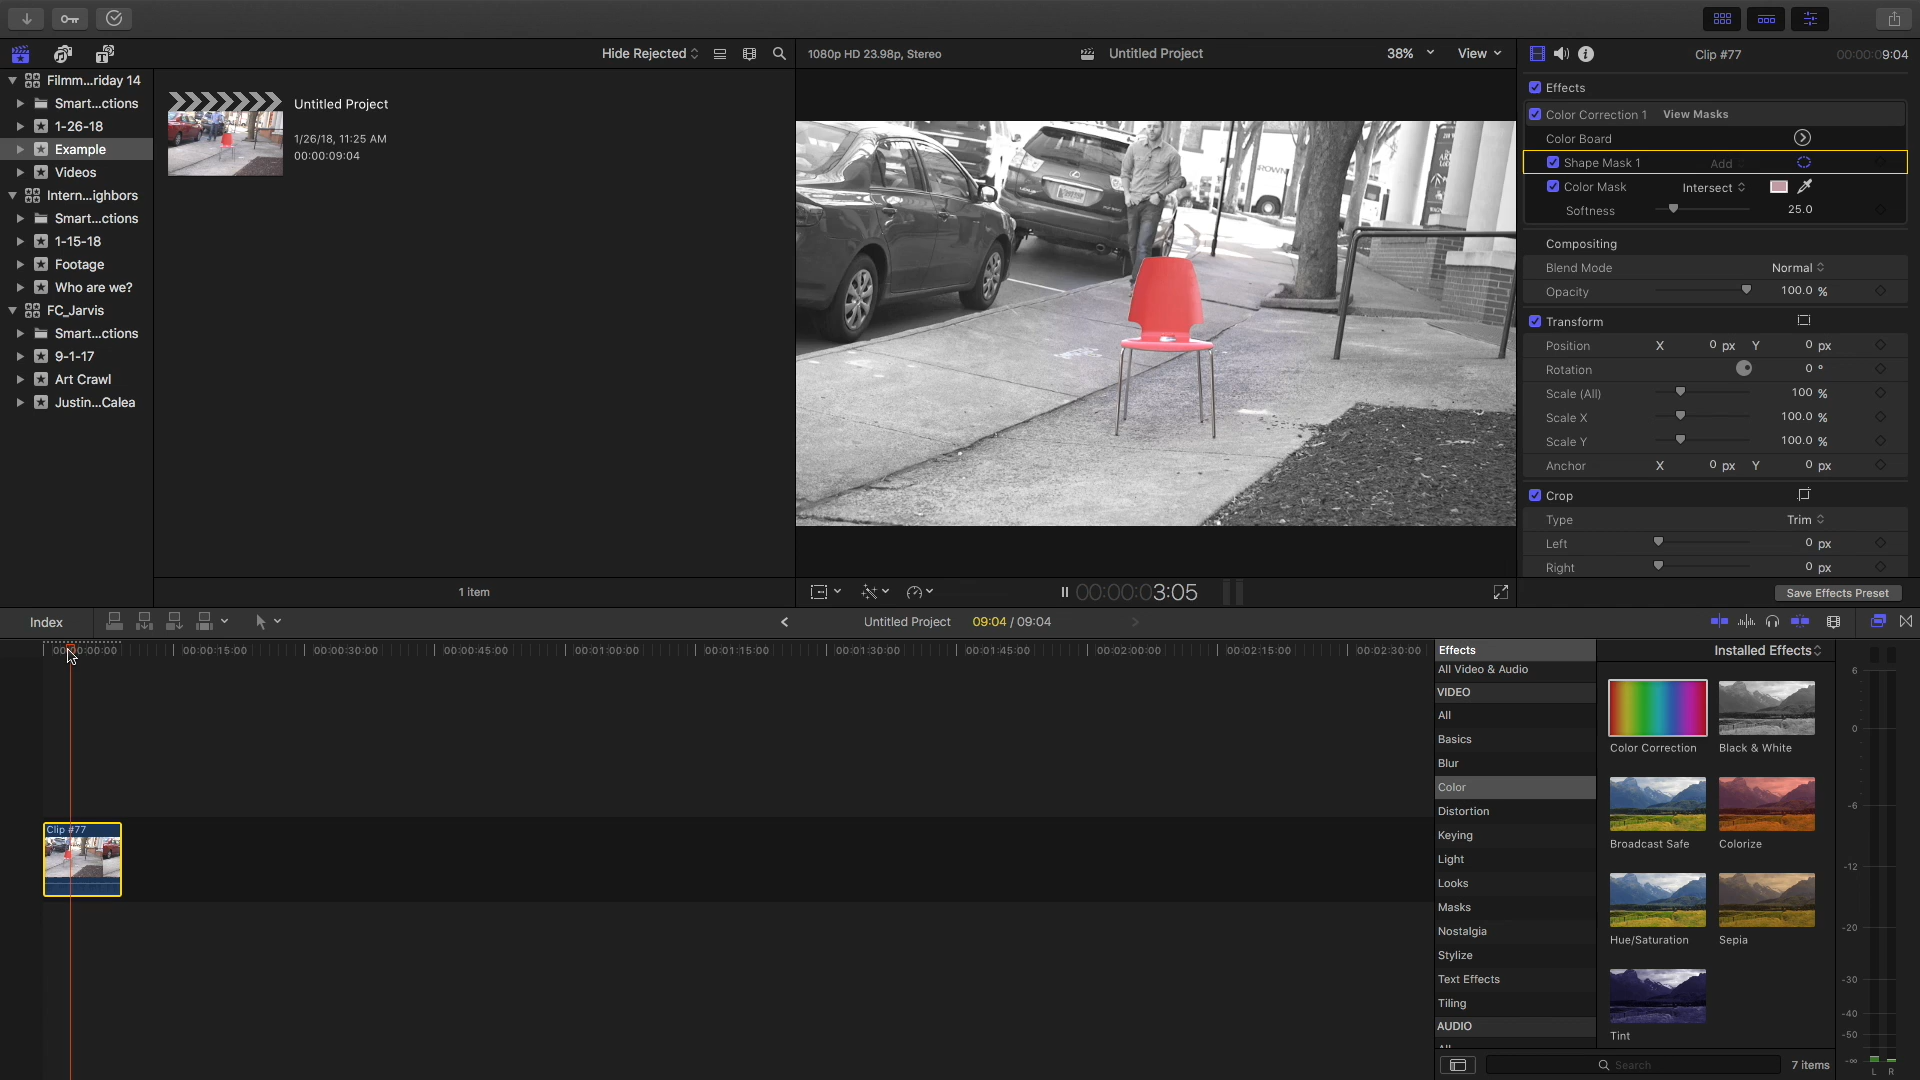 Hide Rejected
1080p HD 23.98p, Stereo
Untitled Project
38%
View
Clip #77
00:00:09:04
Filmm...riday 14
Smart...ctions
1-26-18
Example
Videos
Intern...ighbors
Smart...ctions
1-15-18
Footage
Who are we?
FC_Jarvis
Smart...ctions
9-1-17
Art Crawl
Justin...Calea
Untitled Project
1/26/18, 11:25 AM
00:00:09:04
1 item
00:00:03:05
Effects
Color Correction 1 View Masks
Color Board
Shape Mask 1 Add
Color Mask Intersect
Softness 25.0
Compositing
Blend Mode Normal
Opacity 100.0 %
Transform
Position X 0 px Y 0 px
Rotation 0 °
Scale (All) 100 %
Scale X 100.0 %
Scale Y 100.0 %
Anchor X 0 px Y 0 px
Crop
Type Trim
Left 0 px
Right 0 px
Save Effects Preset
Index
Untitled Project 09:04 / 09:04
00:00:15:00 00:00:30:00 00:00:45:00 00:01:00:00 00:01:15:00 00:01:30:00 00:01:45:00 00:02:00:00 00:02:15:00 00:02:30:00
Clip #77
Effects
All Video & Audio
VIDEO
All
Basics
Blur
Color
Distortion
Keying
Light
Looks
Masks
Nostalgia
Stylize
Text Effects
Tiling
AUDIO
Installed Effects
Color Correction
Black & White
Broadcast Safe
Colorize
Hue/Saturation
Sepia
Tint
Search
7 items
6
0
-6
-12
-20
-30
-40
-50
-∞
L R